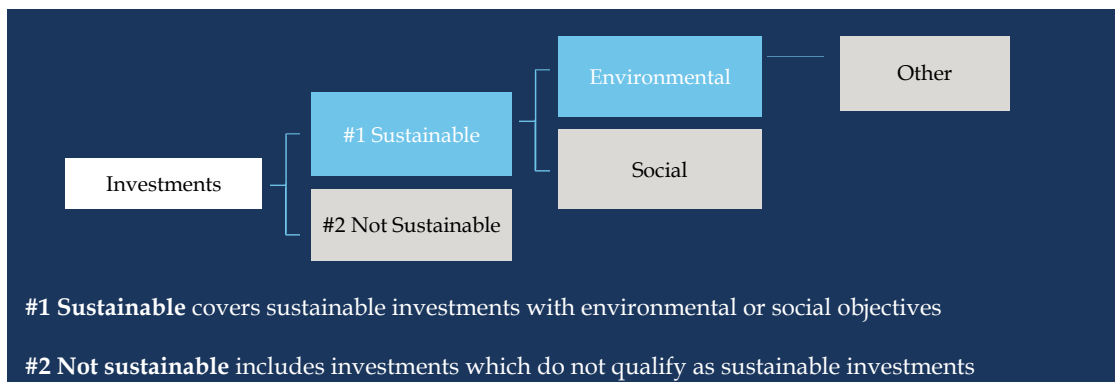 Investments
#1 Sustainable
#2 Not Sustainable
Environmental
Social
Other
#1 Sustainable covers sustainable investments with environmental or social objectives
#2 Not sustainable includes investments which do not qualify as sustainable investments